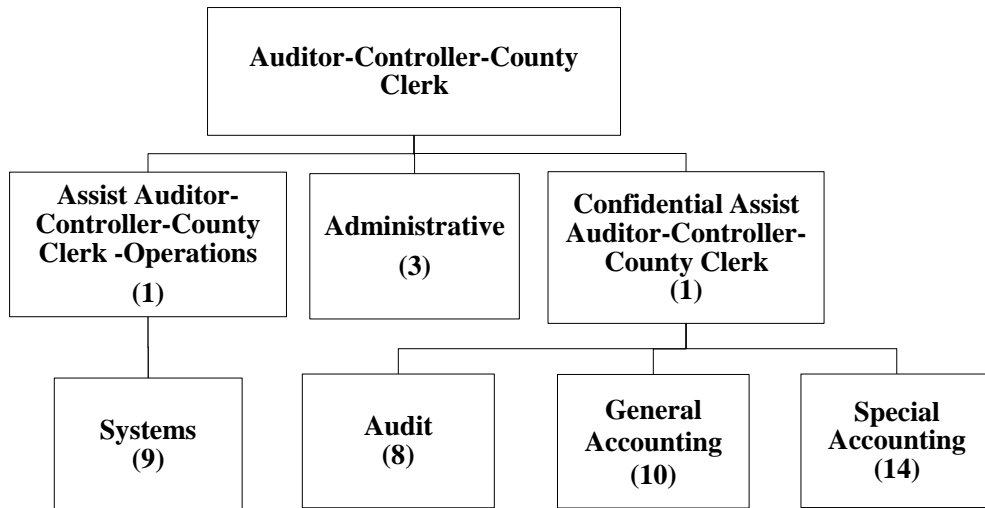 Auditor-Controller-County
Clerk
Assist Auditor-
Controller-County
Clerk -Operations
(1)
Administrative
(3)
Confidential Assist
Auditor-Controller-
County Clerk
(1)
Systems
(9)
Audit
(8)
General
Accounting
(10)
Special
Accounting
(14)